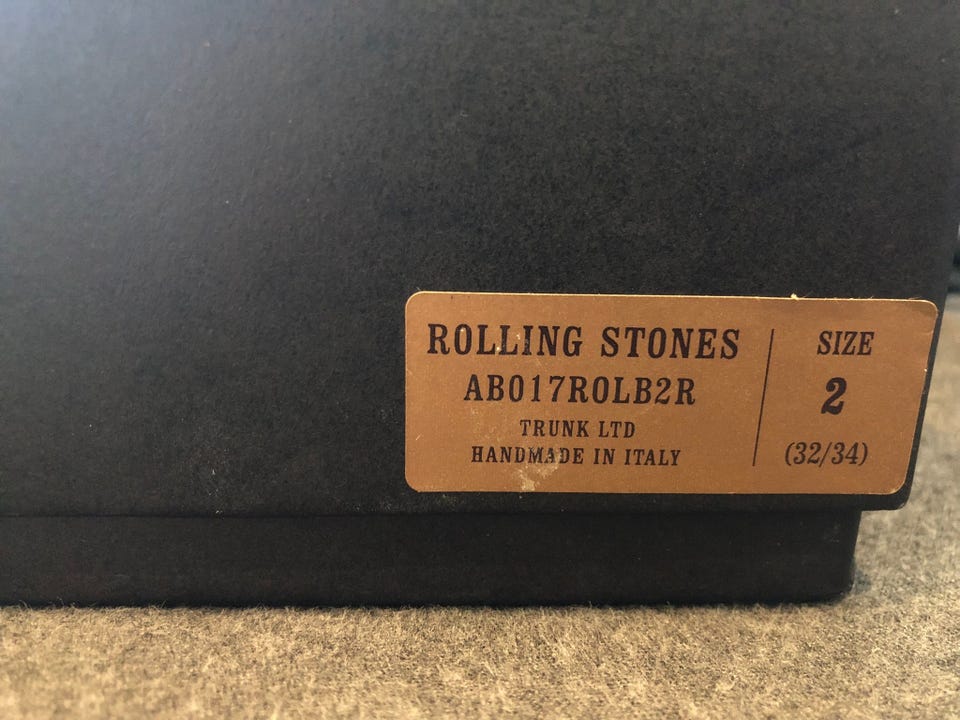 ROLLING STONES
AB017ROLB2R
TRUNK LTD
HANDMADE IN ITALY
SIZE
2
(32/34)